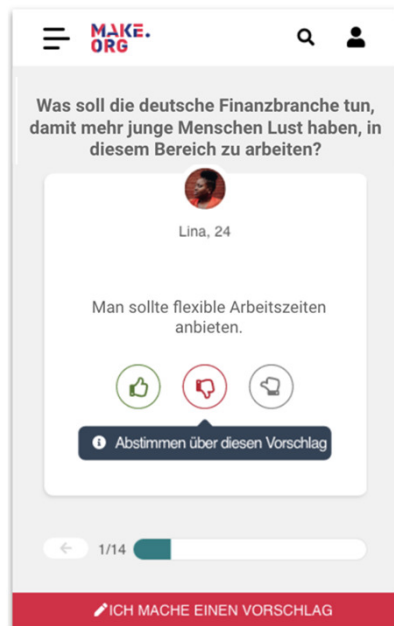 MAKE.
ORG
Was soll die deutsche Finanzbranche tun,
damit mehr junge Menschen Lust haben, in
diesem Bereich zu arbeiten?
Lina, 24
Man sollte flexible Arbeitszeiten
anbieten.
Abstimmen über diesen Vorschlag
1/14
ICH MACHE EINEN VORSCHLAG